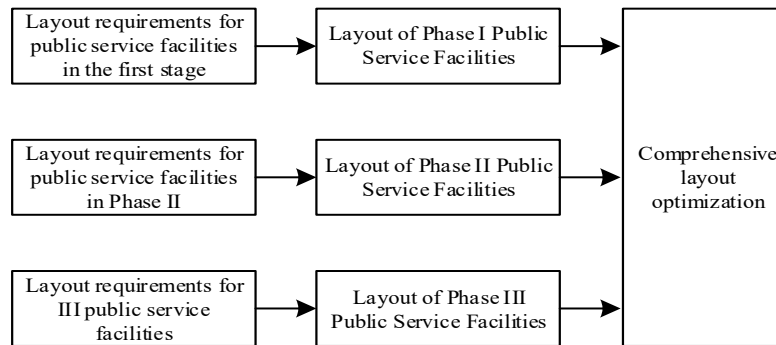 Layout requirements for
public service facilities
in the first stage
Layout of Phase I Public
Service Facilities
Layout requirements for
public service facilities
in Phase II
Layout of Phase II Public
Service Facilities
Comprehensive
layout
optimization
Layout requirements for
III public service
facilities
Layout of Phase III
Public Service Facilities